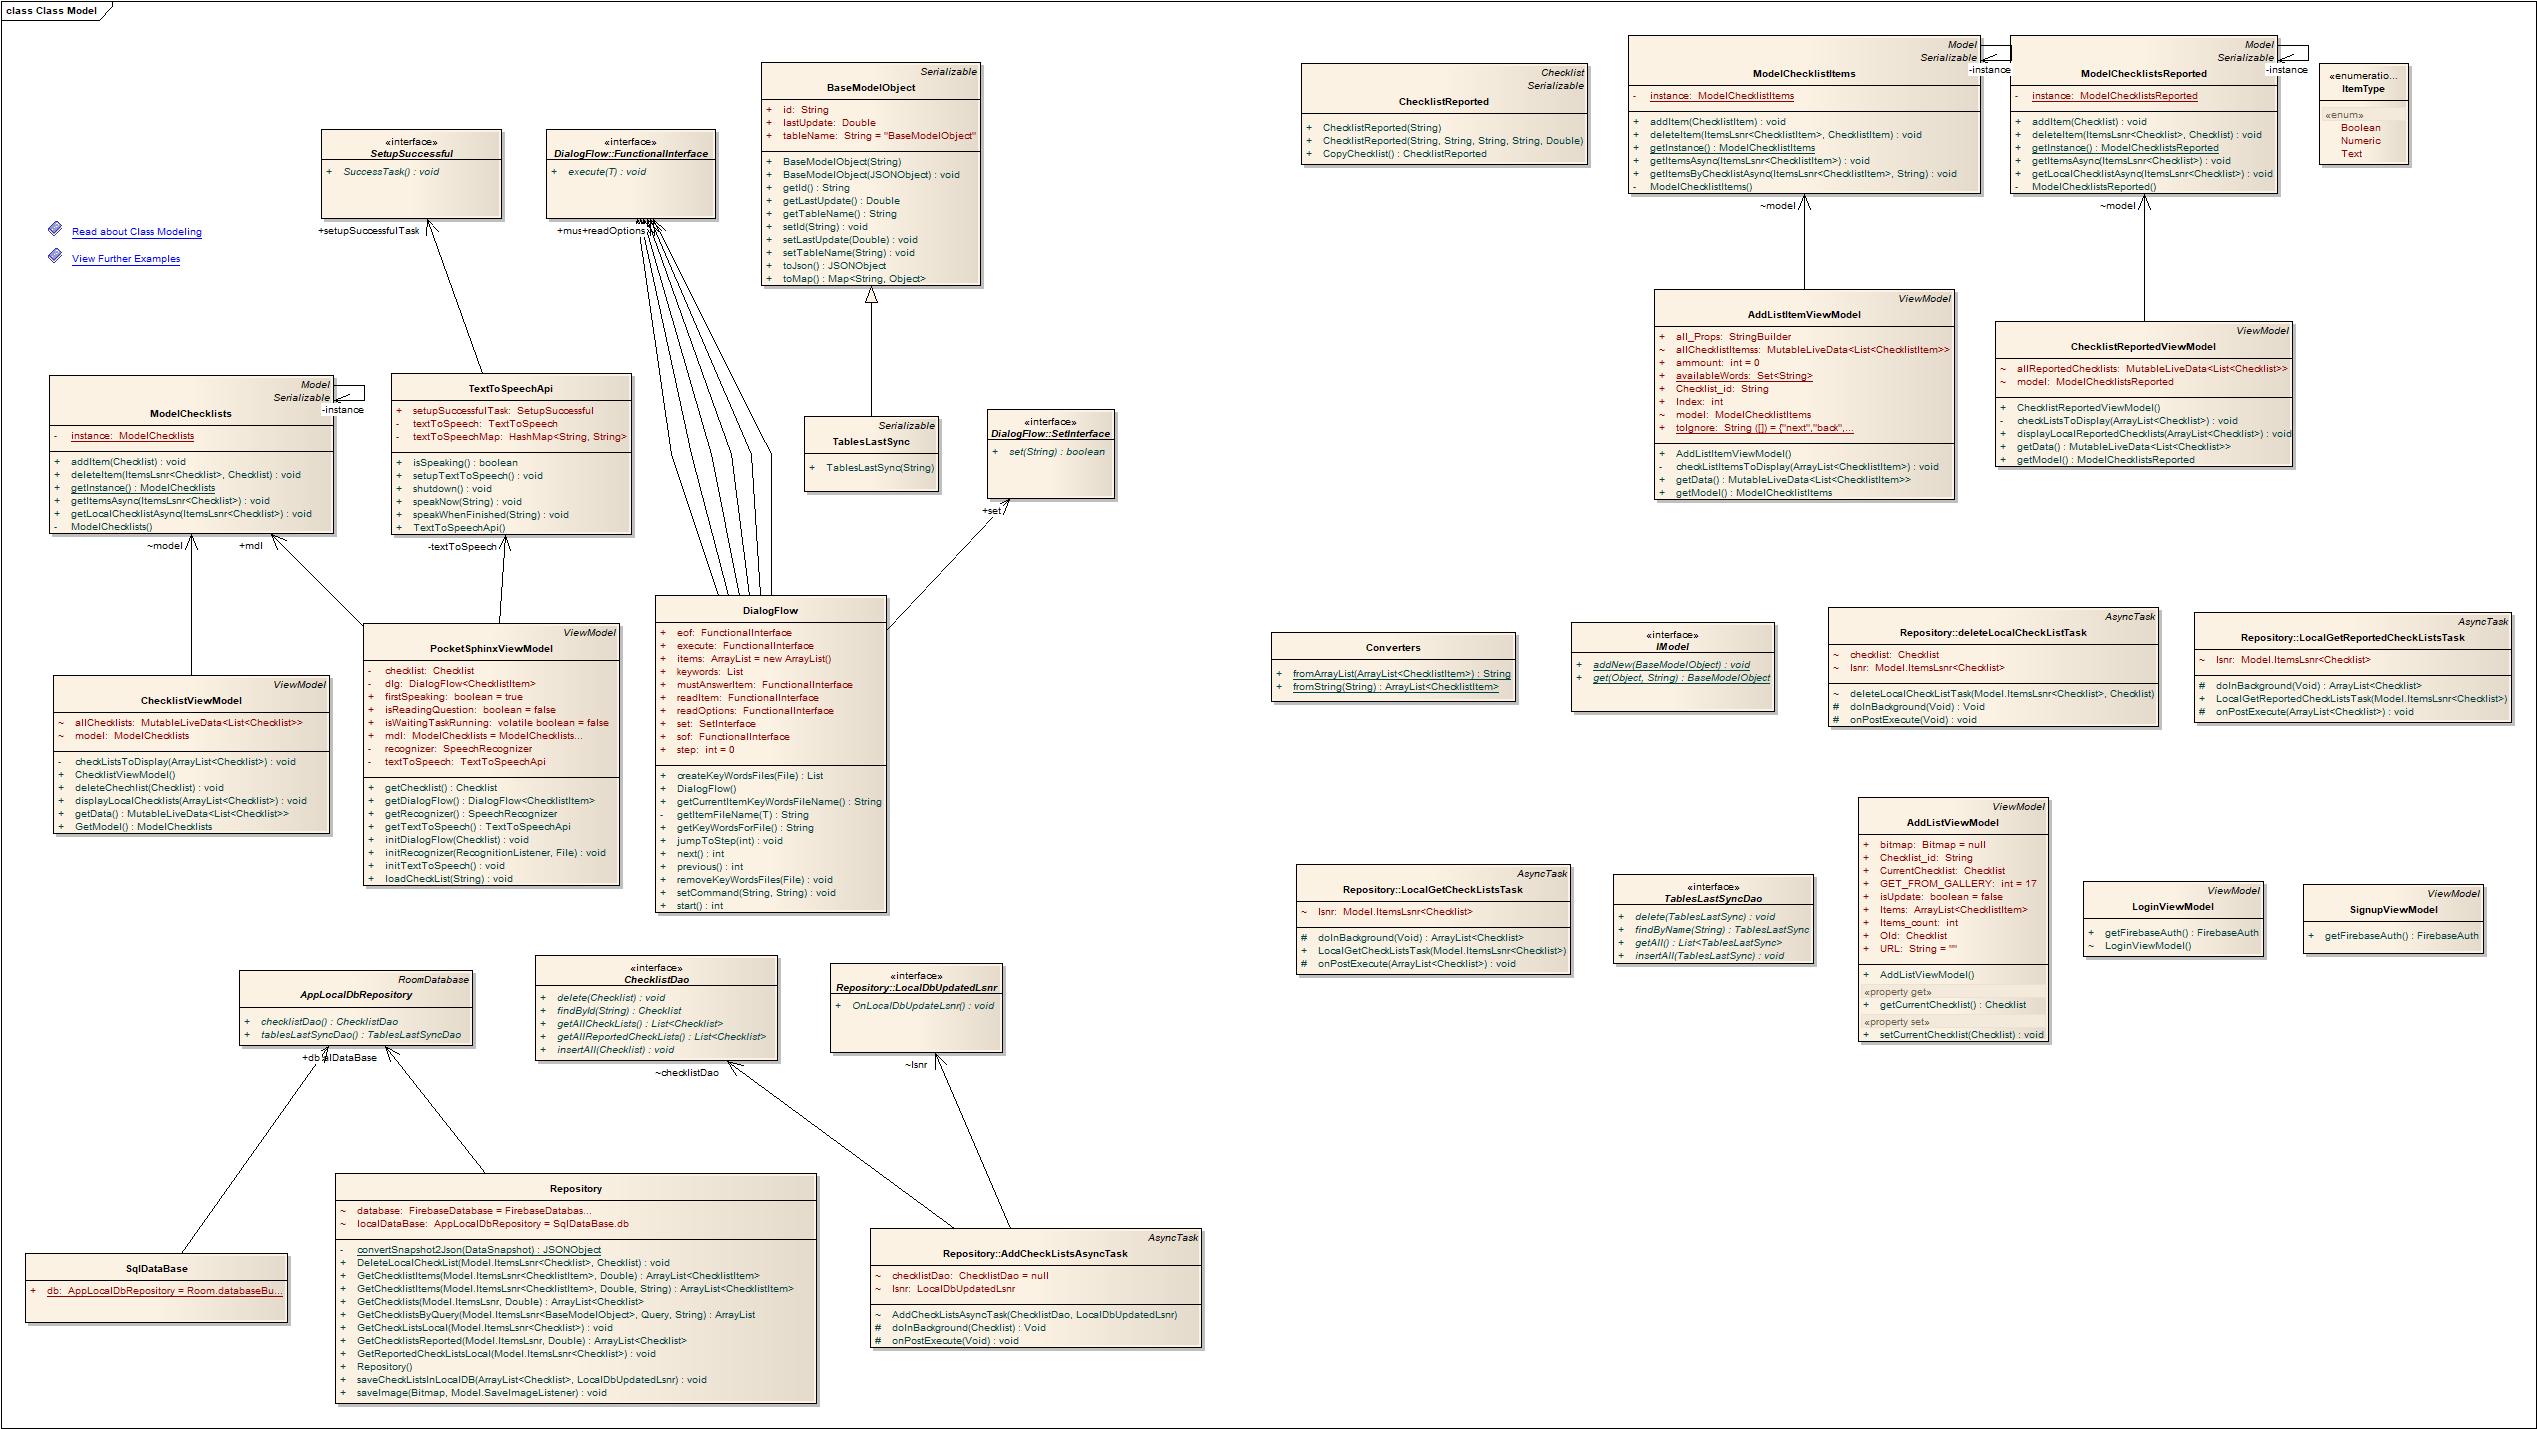 class Class Model
Read about Class Modeling
View Further Examples
«interface»
SetupSuccessful
+ SuccessTask() : void
+setupSuccessfulTask
«interface»
DialogFlow::FunctionalInterface
+ execute(T) : void
+mus+readOptions
Serializable
BaseModelObject
+ id: String
+ lastUpdate: Double
+ tableName: String = "BaseModelObject"
+ BaseModelObject(String)
+ BaseModelObject(JSONObject) : void
+ getId() : String
+ getLastUpdate() : Double
+ getTableName() : String
+ setId(String) : void
+ setLastUpdate(Double) : void
+ setTableName(String) : void
+ toJson() : JSONObject
+ toMap() : Map<String, Object>
Checklist
Serializable
ChecklistReported
+ ChecklistReported(String)
+ ChecklistReported(String, String, String, String, Double)
+ CopyChecklist() : ChecklistReported
Model
Serializable
ModelChecklistItems
- instance: ModelChecklistItems
+ addItem(ChecklistItem) : void
+ deleteItem(ItemsLsnr<ChecklistItem>, ChecklistItem) : void
+ getInstance() : ModelChecklistItems
+ getItemsAsync(ItemsLsnr<ChecklistItem>) : void
+ getItemsByChecklistAsync(ItemsLsnr<ChecklistItem>, String) : void
- ModelChecklistItems()
-instance
~model
Model
Serializable
ModelChecklistsReported
- instance: ModelChecklistsReported
+ addItem(Checklist) : void
+ deleteItem(ItemsLsnr<Checklist>, Checklist) : void
+ getInstance() : ModelChecklistsReported
+ getItemsAsync(ItemsLsnr<Checklist>) : void
+ getLocalChecklistAsync(ItemsLsnr<Checklist>) : void
- ModelChecklistsReported()
-instance
~model
«enumeratio...
ItemType
«enum»
Boolean
Numeric
Text
Model
Serializable
ModelChecklists
- instance: ModelChecklists
+ addItem(Checklist) : void
+ deleteItem(ItemsLsnr<Checklist>, Checklist) : void
+ getInstance() : ModelChecklists
+ getItemsAsync(ItemsLsnr<Checklist>) : void
+ getLocalChecklistAsync(ItemsLsnr<Checklist>) : void
- ModelChecklists()
-instance
~model
+mdl
TextToSpeechApi
+ setupSuccessfulTask: SetupSuccessful
- textToSpeech: TextToSpeech
- textToSpeechMap: HashMap<String, String>
+ isSpeaking() : boolean
+ setupTextToSpeech() : void
+ shutdown() : void
+ speakNow(String) : void
+ speakWhenFinished(String) : void
+ TextToSpeechApi()
-textToSpeech
Serializable
TablesLastSync
+ TablesLastSync(String)
«interface»
DialogFlow::SetInterface
+ set(String) : boolean
+set
ViewModel
AddListItemViewModel
+ all_Props: StringBuilder
~ allChecklistItemss: MutableLiveData<List<ChecklistItem>>
+ ammount: int = 0
+ availableWords: Set<String>
+ Checklist_id: String
+ Index: int
~ model: ModelChecklistItems
+ toIgnore: String ([]) = {"next","back",...
+ AddListItemViewModel()
- checkListItemsToDisplay(ArrayList<ChecklistItem>) : void
+ getData() : MutableLiveData<List<ChecklistItem>>
+ getModel() : ModelChecklistItems
ViewModel
ChecklistReportedViewModel
~ allReportedChecklists: MutableLiveData<List<Checklist>>
~ model: ModelChecklistsReported
+ ChecklistReportedViewModel()
- checkListsToDisplay(ArrayList<Checklist>) : void
+ displayLocalReportedChecklists(ArrayList<Checklist>) : void
+ getData() : MutableLiveData<List<Checklist>>
+ getModel() : ModelChecklistsReported
ViewModel
ChecklistViewModel
~ allChecklists: MutableLiveData<List<Checklist>>
~ model: ModelChecklists
- checkListsToDisplay(ArrayList<Checklist>) : void
+ ChecklistViewModel()
+ deleteChechlist(Checklist) : void
+ displayLocalChecklists(ArrayList<Checklist>) : void
+ getData() : MutableLiveData<List<Checklist>>
+ GetModel() : ModelChecklists
ViewModel
PocketSphinxViewModel
- checklist: Checklist
- dlg: DialogFlow<ChecklistItem>
+ firstSpeaking: boolean = true
+ isReadingQuestion: boolean = false
+ isWaitingTaskRunning: volatile boolean = false
+ mdl: ModelChecklists = ModelChecklists...
- recognizer: SpeechRecognizer
- textToSpeech: TextToSpeechApi
+ getChecklist() : Checklist
+ getDialogFlow() : DialogFlow<ChecklistItem>
+ getRecognizer() : SpeechRecognizer
+ getTextToSpeech() : TextToSpeechApi
+ initDialogFlow(Checklist) : void
+ initRecognizer(RecognitionListener, File) : void
+ initTextToSpeech() : void
+ loadCheckList(String) : void
DialogFlow
+ eof: FunctionalInterface
+ execute: FunctionalInterface
+ items: ArrayList = new ArrayList()
+ keywords: List
+ mustAnswerItem: FunctionalInterface
+ readItem: FunctionalInterface
+ readOptions: FunctionalInterface
+ set: SetInterface
+ sof: FunctionalInterface
+ step: int = 0
+ createKeyWordsFiles(File) : List
+ DialogFlow()
+ getCurrentItemKeyWordsFileName() : String
- getItemFileName(T) : String
+ getKeyWordsForFile() : String
+ jumpToStep(int) : void
+ next() : int
+ previous() : int
+ removeKeyWordsFiles(File) : void
+ setCommand(String, String) : void
+ start() : int
Converters
+ fromArrayList(ArrayList<ChecklistItem>) : String
+ fromString(String) : ArrayList<ChecklistItem>
«interface»
IModel
+ addNew(BaseModelObject) : void
+ get(Object, String) : BaseModelObject
AsyncTask
Repository::deleteLocalCheckListTask
~ checklist: Checklist
~ lsnr: Model.ItemsLsnr<Checklist>
~ deleteLocalCheckListTask(Model.ItemsLsnr<Checklist>, Checklist)
# doInBackground(Void) : Void
# onPostExecute(Void) : void
AsyncTask
Repository::LocalGetReportedCheckListsTask
~ lsnr: Model.ItemsLsnr<Checklist>
# doInBackground(Void) : ArrayList<Checklist>
+ LocalGetReportedCheckListsTask(Model.ItemsLsnr<Checklist>)
# onPostExecute(ArrayList<Checklist>) : void
AsyncTask
Repository::LocalGetCheckListsTask
~ lsnr: Model.ItemsLsnr<Checklist>
# doInBackground(Void) : ArrayList<Checklist>
+ LocalGetCheckListsTask(Model.ItemsLsnr<Checklist>)
# onPostExecute(ArrayList<Checklist>) : void
«interface»
TablesLastSyncDao
+ delete(TablesLastSync) : void
+ findByName(String) : TablesLastSync
+ getAll() : List<TablesLastSync>
+ insertAll(TablesLastSync) : void
ViewModel
AddListViewModel
+ bitmap: Bitmap = null
+ Checklist_id: String
+ CurrentChecklist: Checklist
+ GET_FROM_GALLERY: int = 17
+ isUpdate: boolean = false
+ Items: ArrayList<ChecklistItem>
+ Items_count: int
+ Old: Checklist
+ URL: String = ""
+ AddListViewModel()
«property get»
+ getCurrentChecklist() : Checklist
«property set»
+ setCurrentChecklist(Checklist) : void
ViewModel
LoginViewModel
+ getFirebaseAuth() : FirebaseAuth
~ LoginViewModel()
ViewModel
SignupViewModel
+ getFirebaseAuth() : FirebaseAuth
RoomDatabase
AppLocalDbRepository
+ checklistDao() : ChecklistDao
+ tablesLastSyncDao() : TablesLastSyncDao
+db
alDataBase
«interface»
ChecklistDao
+ delete(Checklist) : void
+ findById(String) : Checklist
+ getAllCheckLists() : List<Checklist>
+ getAllReportedCheckLists() : List<Checklist>
+ insertAll(Checklist) : void
~checklistDao
«interface»
Repository::LocalDbUpdatedLsnr
+ OnLocalDbUpdateLsnr() : void
~lsnr
SqlDataBase
+ db: AppLocalDbRepository = Room.databaseBu...
Repository
~ database: FirebaseDatabase = FirebaseDatabas...
~ localDataBase: AppLocalDbRepository = SqlDataBase.db
- convertSnapshot2Json(DataSnapshot) : JSONObject
+ DeleteLocalCheckList(Model.ItemsLsnr<Checklist>, Checklist) : void
+ GetChecklistItems(Model.ItemsLsnr<ChecklistItem>, Double) : ArrayList<ChecklistItem>
+ GetChecklistItems(Model.ItemsLsnr<ChecklistItem>, Double, String) : ArrayList<ChecklistItem>
+ GetChecklists(Model.ItemsLsnr, Double) : ArrayList<Checklist>
+ GetChecklistsByQuery(Model.ItemsLsnr<BaseModelObject>, Query, String) : ArrayList
+ GetCheckListsLocal(Model.ItemsLsnr<Checklist>) : void
+ GetChecklistsReported(Model.ItemsLsnr, Double) : ArrayList<Checklist>
+ GetReportedCheckListsLocal(Model.ItemsLsnr<Checklist>) : void
+ Repository()
+ saveCheckListsInLocalDB(ArrayList<Checklist>, LocalDbUpdatedLsnr) : void
+ saveImage(Bitmap, Model.SaveImageListener) : void
AsyncTask
Repository::AddCheckListsAsyncTask
~ checklistDao: ChecklistDao = null
~ lsnr: LocalDbUpdatedLsnr
~ AddCheckListsAsyncTask(ChecklistDao, LocalDbUpdatedLsnr)
# doInBackground(Checklist) : Void
# onPostExecute(Void) : void